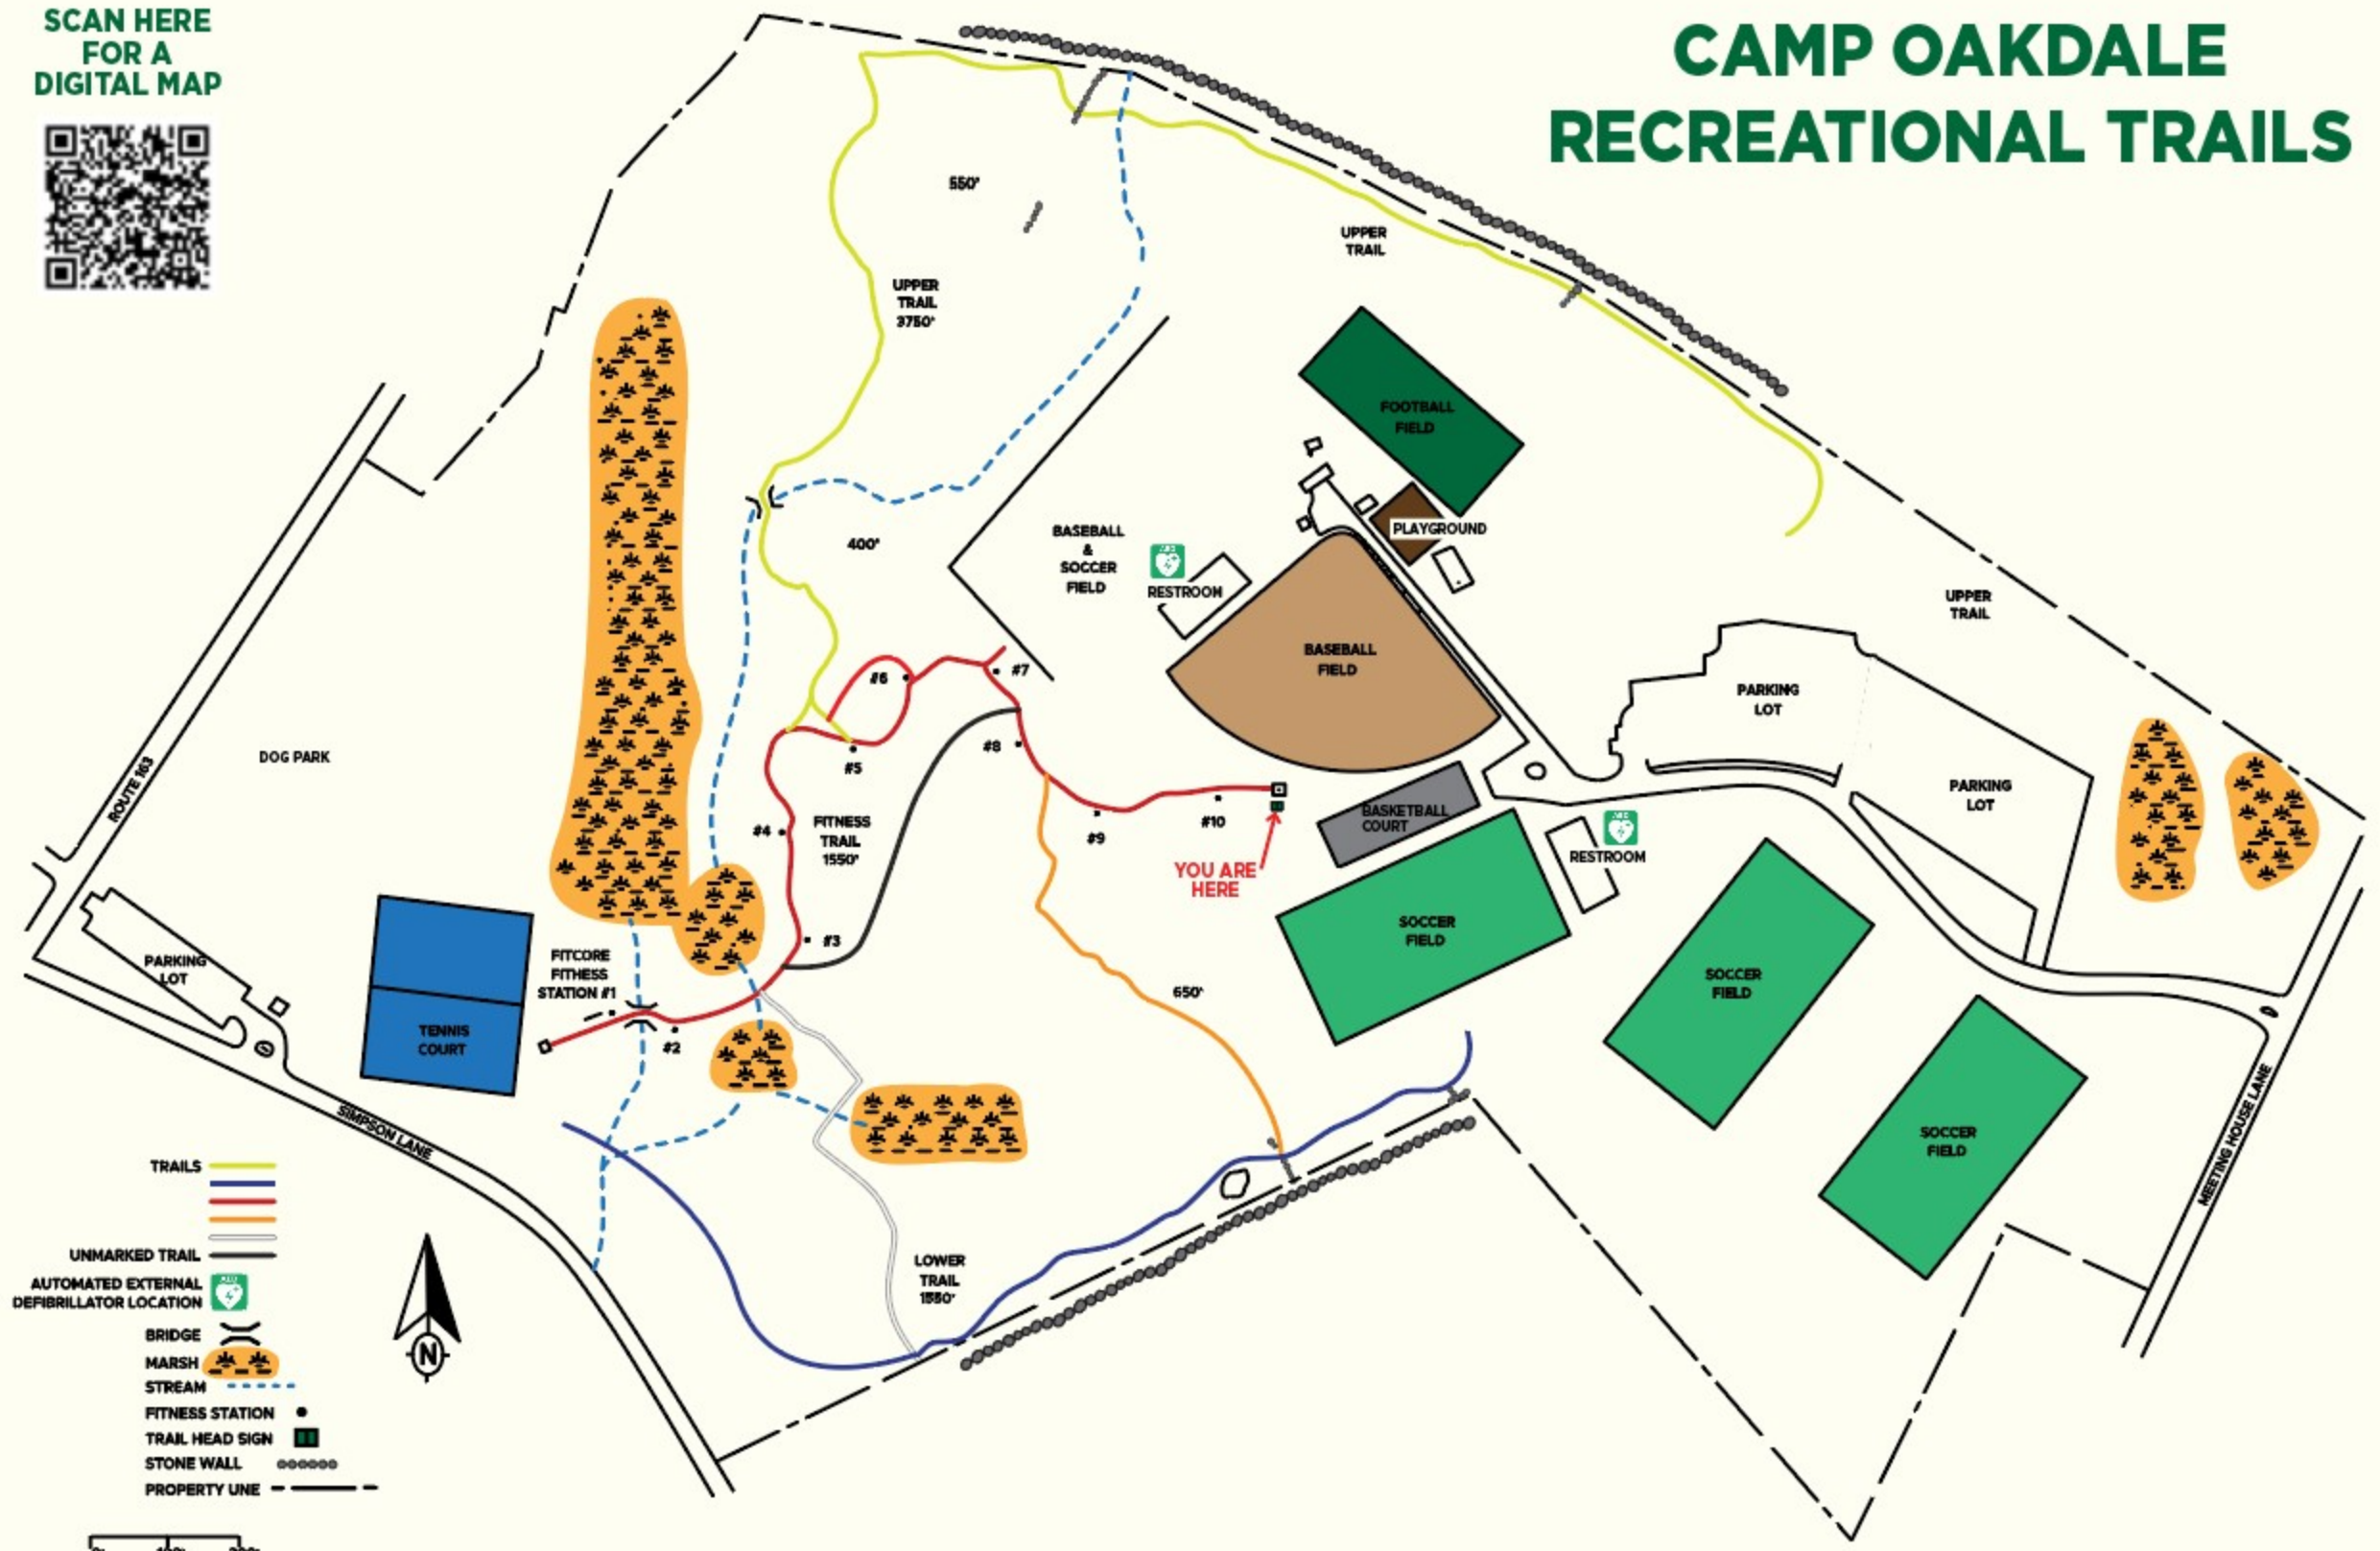 SCAN HERE
FOR A
DIGITAL MAP
CAMP OAKDALE
RECREATIONAL TRAILS
550'
UPPER
TRAIL
UPPER
TRAIL
3750'
FOOTBALL
FIELD
PLAYGROUND
BASEBALL
&
SOCCER
FIELD
RESTROOM
400'
UPPER
TRAIL
BASEBALL
FIELD
PARKING
LOT
#6
#7
#8
#5
DOG PARK
ROUTE 163
PARKING
LOT
#4
FITNESS
TRAIL
1550'
#9
#10
BASKETBALL
COURT
YOU ARE
HERE
RESTROOM
#3
SOCCER
FIELD
PARKING
LOT
FITCORE
FITHESS
STATION #1
SOCCER
FIELD
650'
TENNIS
COURT
#2
SIMPSON LANE
SOCCER
FIELD
MEETING HOUSE LANE
LOWER
TRAIL
1550'
TRAILS
UNMARKED TRAIL
AUTOMATED EXTERNAL
DEFIBRILLATOR LOCATION
BRIDGE
MARSH
STREAM
FITNESS STATION
TRAIL HEAD SIGN
STONE WALL
PROPERTY UNE
N